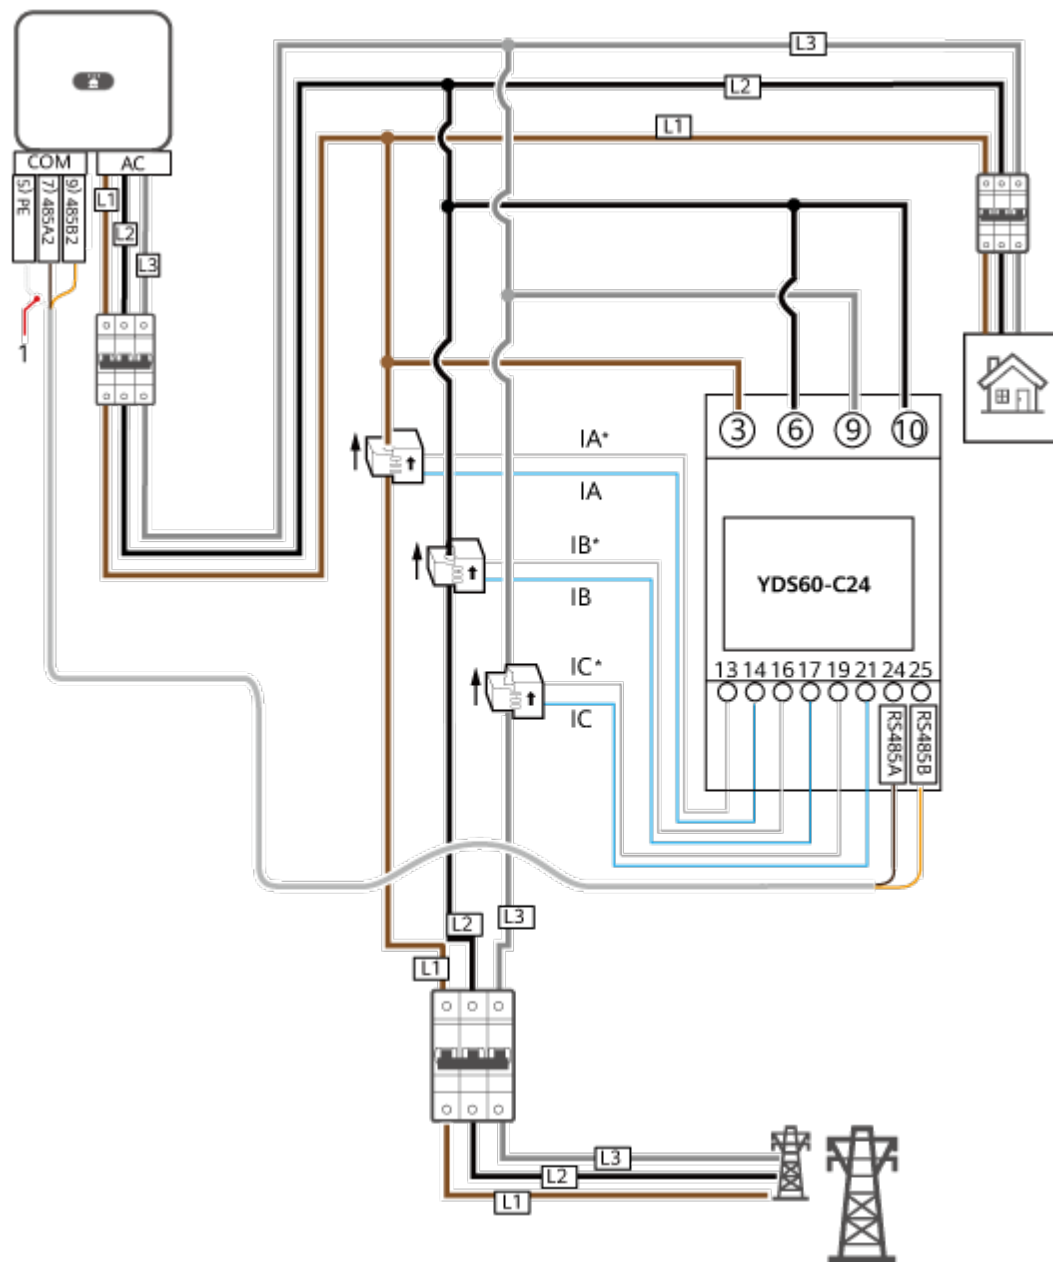 L3
L2
L1
COM
AC
5) PE
7) 485A2
9) 485B2
L1
L2
L3
1
3
6
9
10
IA*
IA
IB*
IB
IC*
IC
YDS60-C24
13 14 16 17 19 21 24 25
RS485A
RS485B
L3
L2
L1
L3
L2
L1